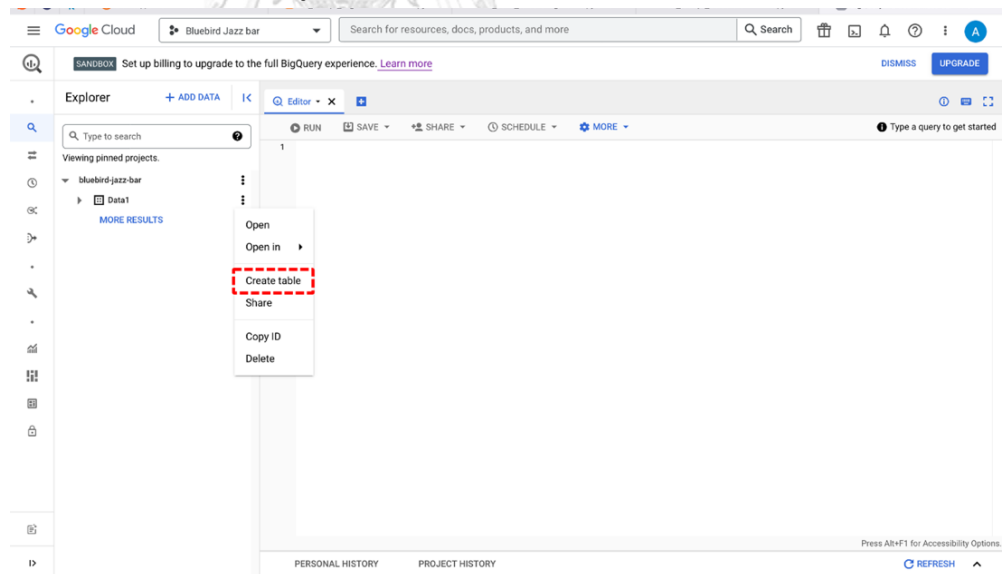 Google Cloud
Bluebird Jazz bar
Search for resources, docs, products, and more
Search
A
SANDBOX Set up billing to upgrade to the full BigQuery experience. Learn more
DISMISS
UPGRADE
Explorer
+ ADD DATA
Editor
RUN
SAVE
SHARE
SCHEDULE
MORE
Type a query to get started
Type to search
Viewing pinned projects.
bluebird-jazz-bar
Data1
MORE RESULTS
1
Open
Open in
Create table
Share
Copy ID
Delete
Press Alt+F1 for Accessibility Options.
PERSONAL HISTORY
PROJECT HISTORY
REFRESH